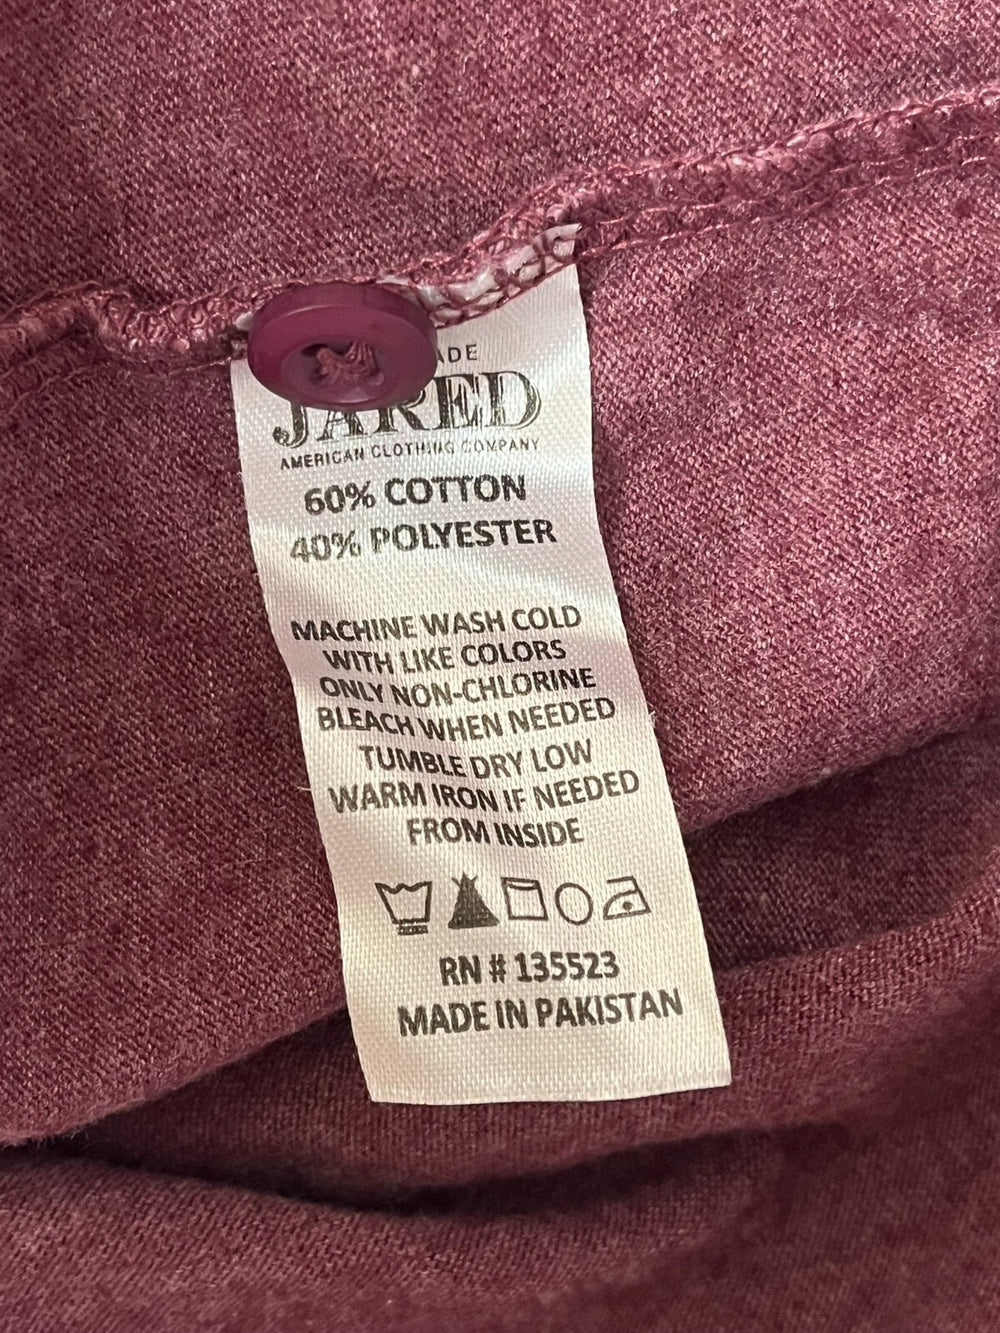 JARED
AMERICAN CLOTHING COMPANY
60% COTTON
40% POLYESTER
MACHINE WASH COLD
WITH LIKE COLORS
ONLY NON-CHLORINE
BLEACH WHEN NEEDED
TUMBLE DRY LOW
WARM IRON IF NEEDED
FROM INSIDE
RN # 135523
MADE IN PAKISTAN